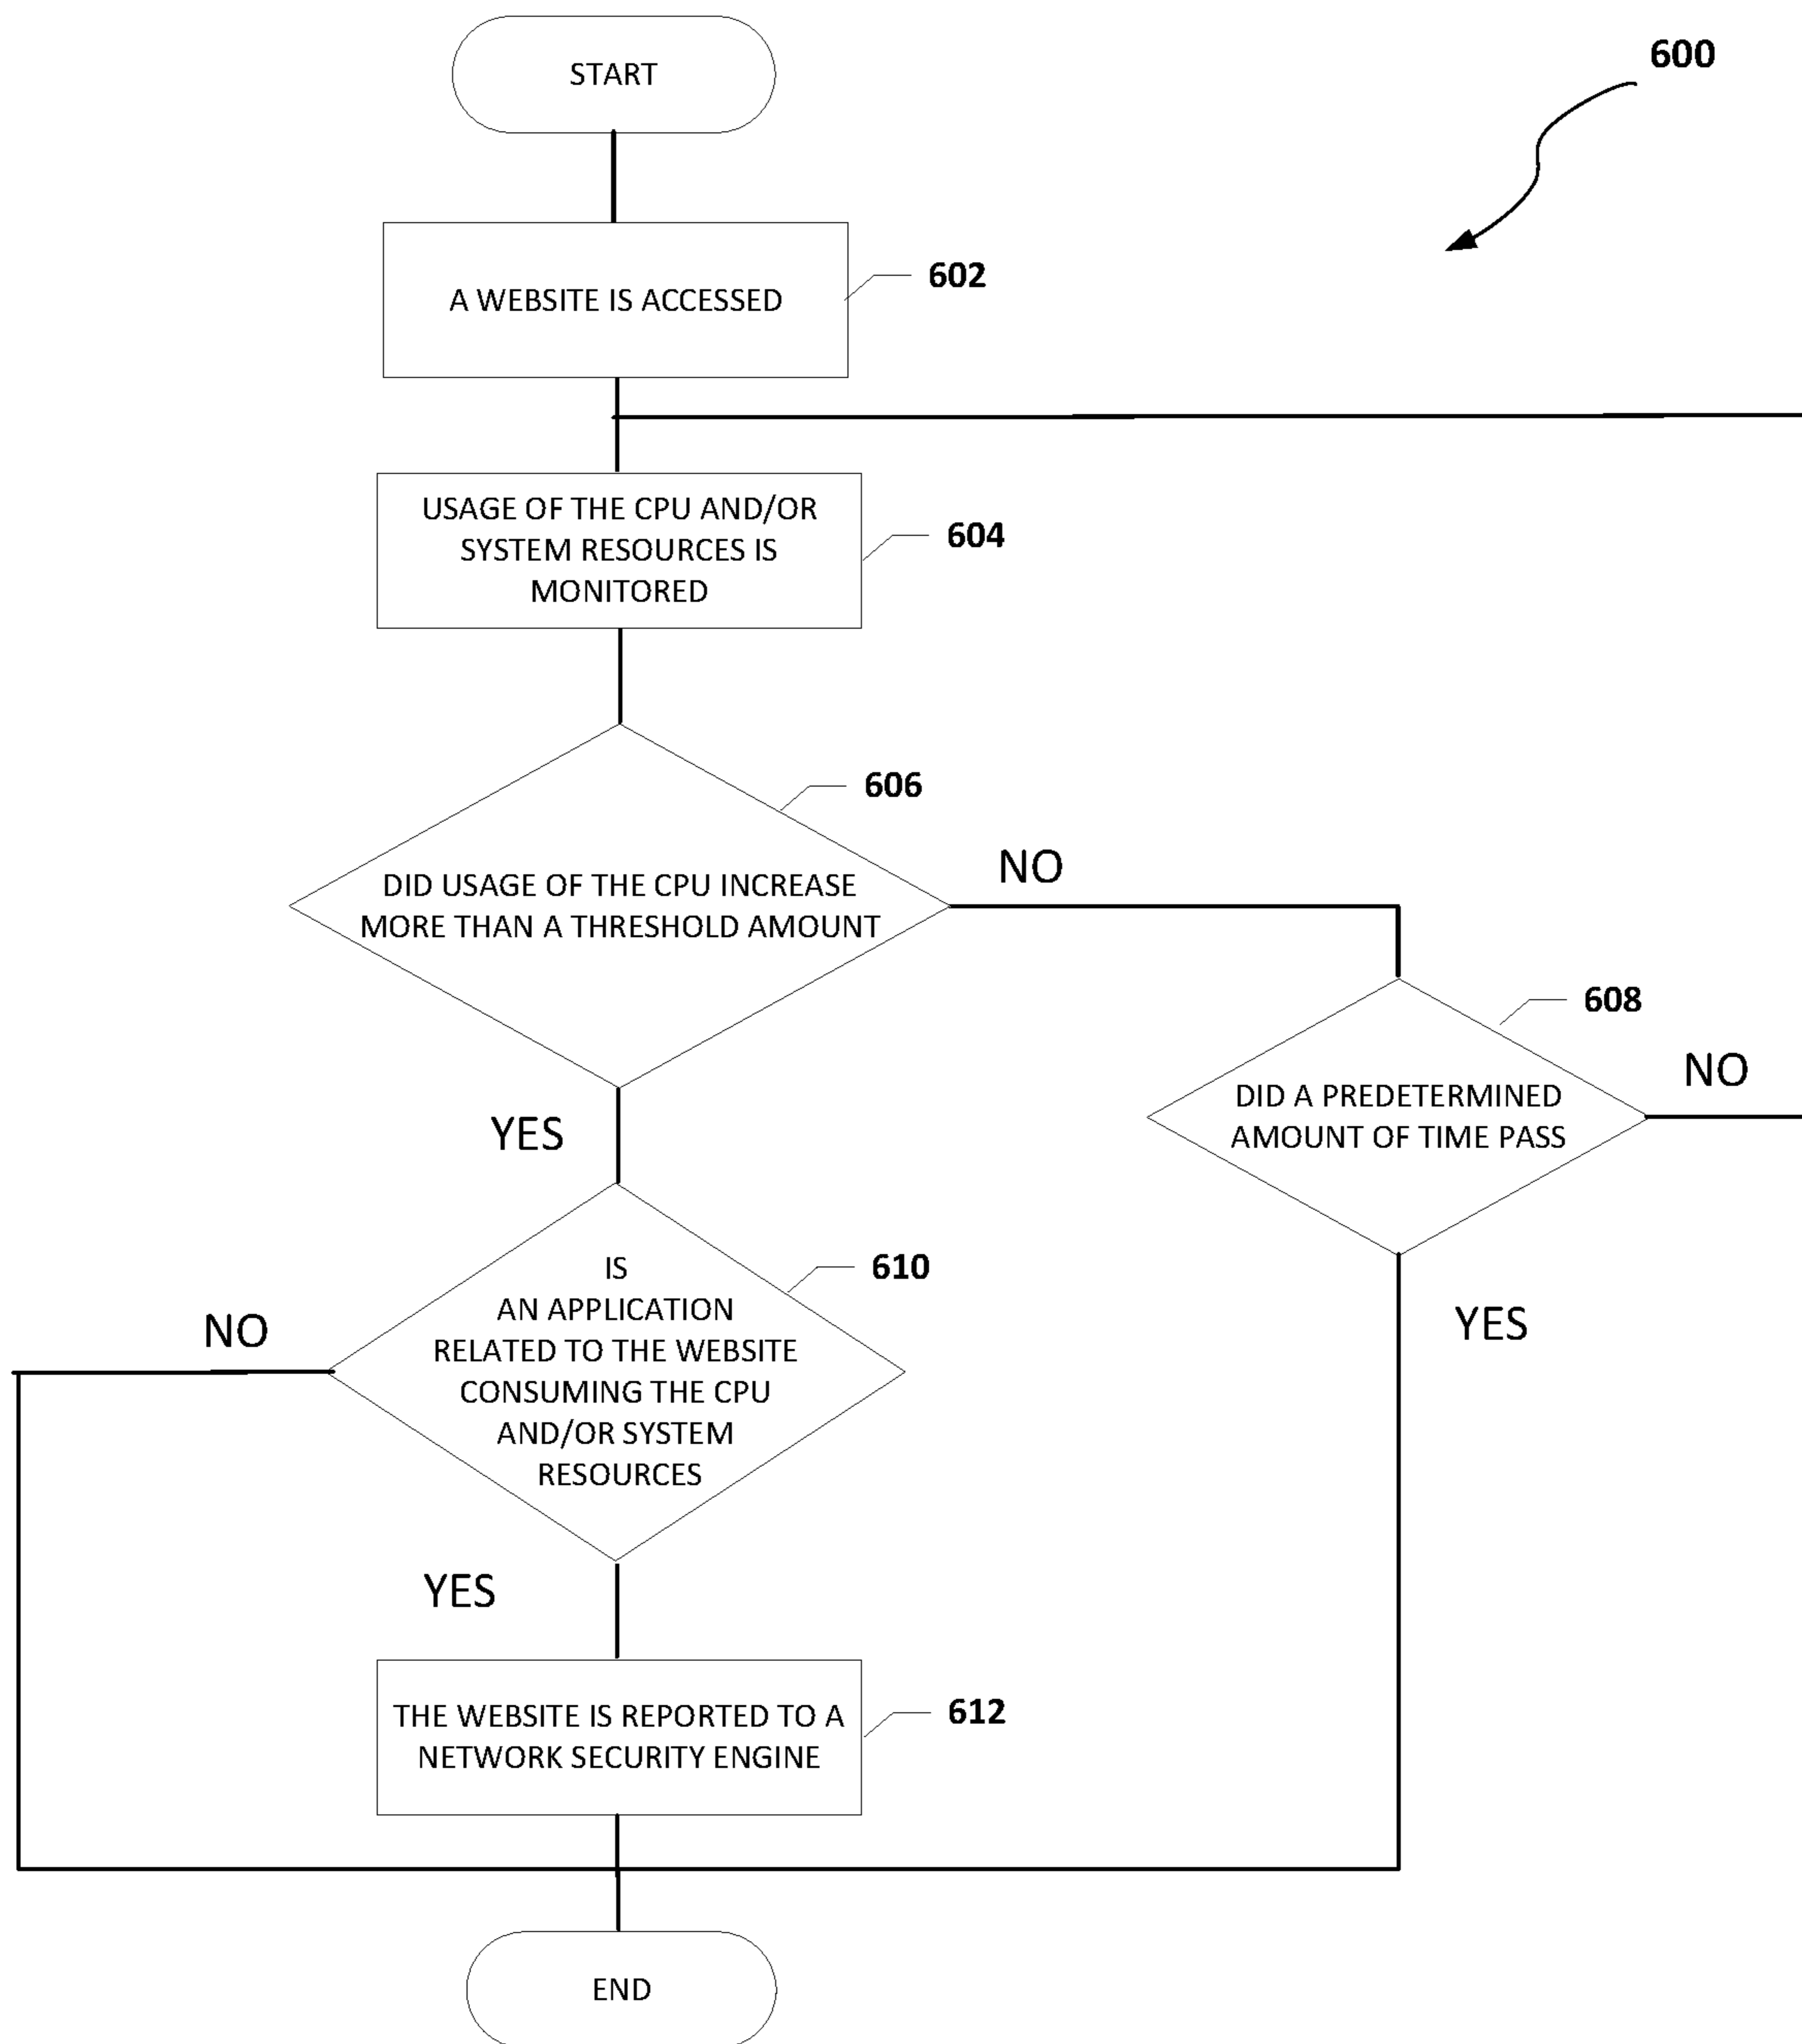 START
600
A WEBSITE IS ACCESSED
602
USAGE OF THE CPU AND/OR
SYSTEM RESOURCES IS
MONITORED
604
606
DID USAGE OF THE CPU INCREASE
MORE THAN A THRESHOLD AMOUNT
NO
608
DID A PREDETERMINED
AMOUNT OF TIME PASS
NO
YES
YES
610
IS
AN APPLICATION
RELATED TO THE WEBSITE
CONSUMING THE CPU
AND/OR SYSTEM
RESOURCES
NO
YES
THE WEBSITE IS REPORTED TO A
NETWORK SECURITY ENGINE
612
END